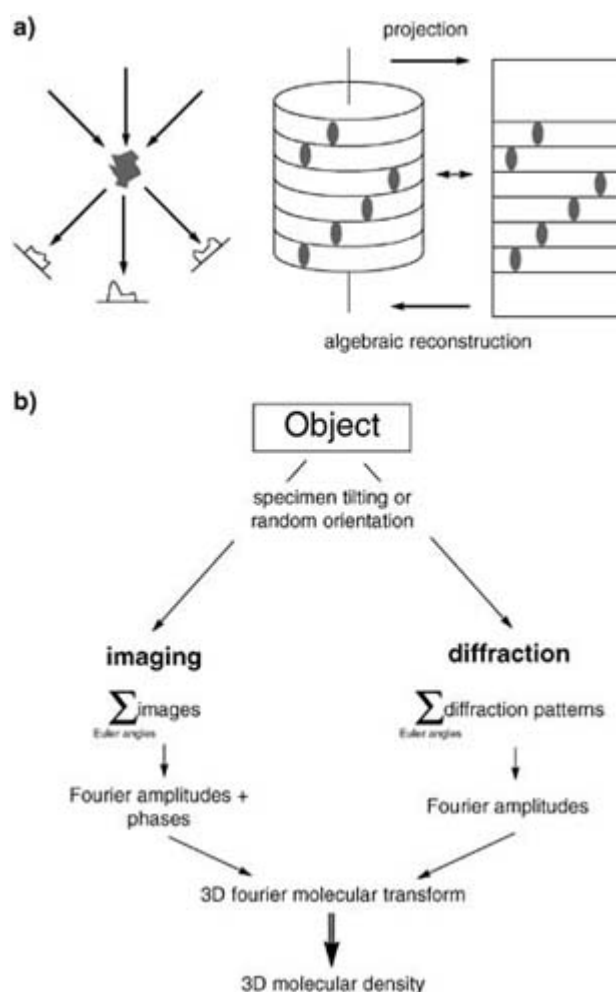 a)
projection
algebraic reconstruction
b)
Object
specimen tilting or
random orientation
imaging
diffraction
∑images
Euler angles
∑diffraction patterns
Euler angles
Fourier amplitudes +
phases
Fourier amplitudes
3D fourier molecular transform
3D molecular density